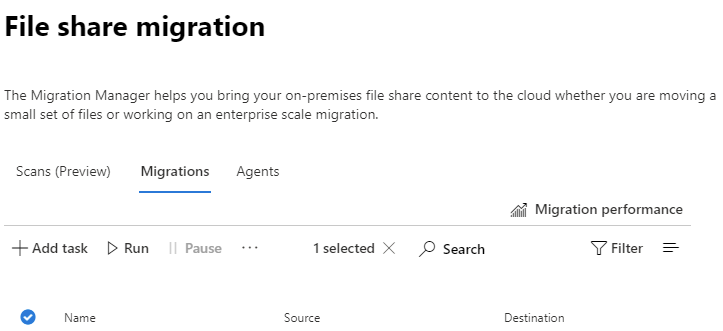 File share migration
The Migration Manager helps you bring your on-premises file share content to the cloud whether you are moving a
small set of files or working on an enterprise scale migration.
Scans (Preview) Migrations Agents
Migration performance
Add task Run Pause ··· 1 selected Search Filter
Name Source Destination